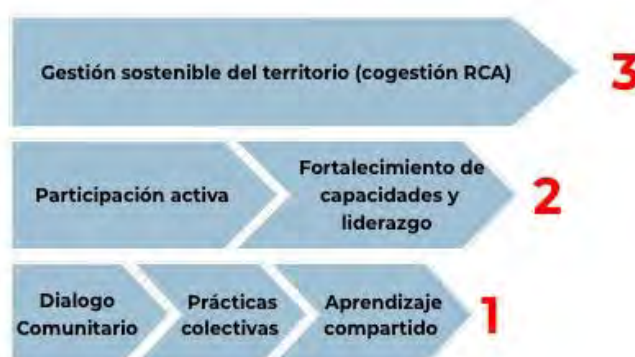 Gestión sostenible del territorio (cogestión RCA)
3
Participación activa
Fortalecimiento de
capacidades y
liderazgo
2
Dialogo
Comunitario
Prácticas
colectivas
Aprendizaje
compartido
1